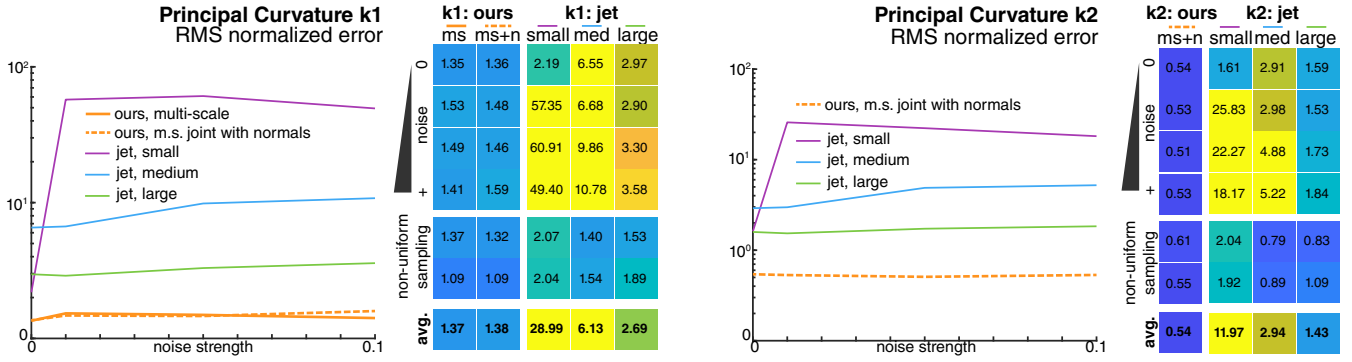 Principal Curvature k1
RMS normalized error
10²
10¹
0
ours, multi-scale
ours, m.s. joint with normals
jet, small
jet, medium
jet, large
0
noise strength
0.1
k1: ours
k1: jet
ms
ms+n
small
med
large
0
noise
+
1.35 1.36 2.19 6.55 2.97
1.53 1.48 57.35 6.68 2.90
1.49 1.46 60.91 9.86 3.30
1.41 1.59 49.40 10.78 3.58
non-uniform
sampling
1.37 1.32 2.07 1.40 1.53
1.09 1.09 2.04 1.54 1.89
avg.
1.37 1.38 28.99 6.13 2.69
Principal Curvature k2
RMS normalized error
10²
10¹
10⁰
0
ours, m.s. joint with normals
jet, small
jet, medium
jet, large
0
noise strength
0.1
k2: ours
k2: jet
ms+n
small
med
large
0
noise
+
0.54 1.61 2.91 1.59
0.53 25.83 2.98 1.53
0.51 22.27 4.88 1.73
0.53 18.17 5.22 1.84
non-uniform
sampling
0.61 2.04 0.79 0.83
0.55 1.92 0.89 1.09
avg.
0.54 11.97 2.94 1.43